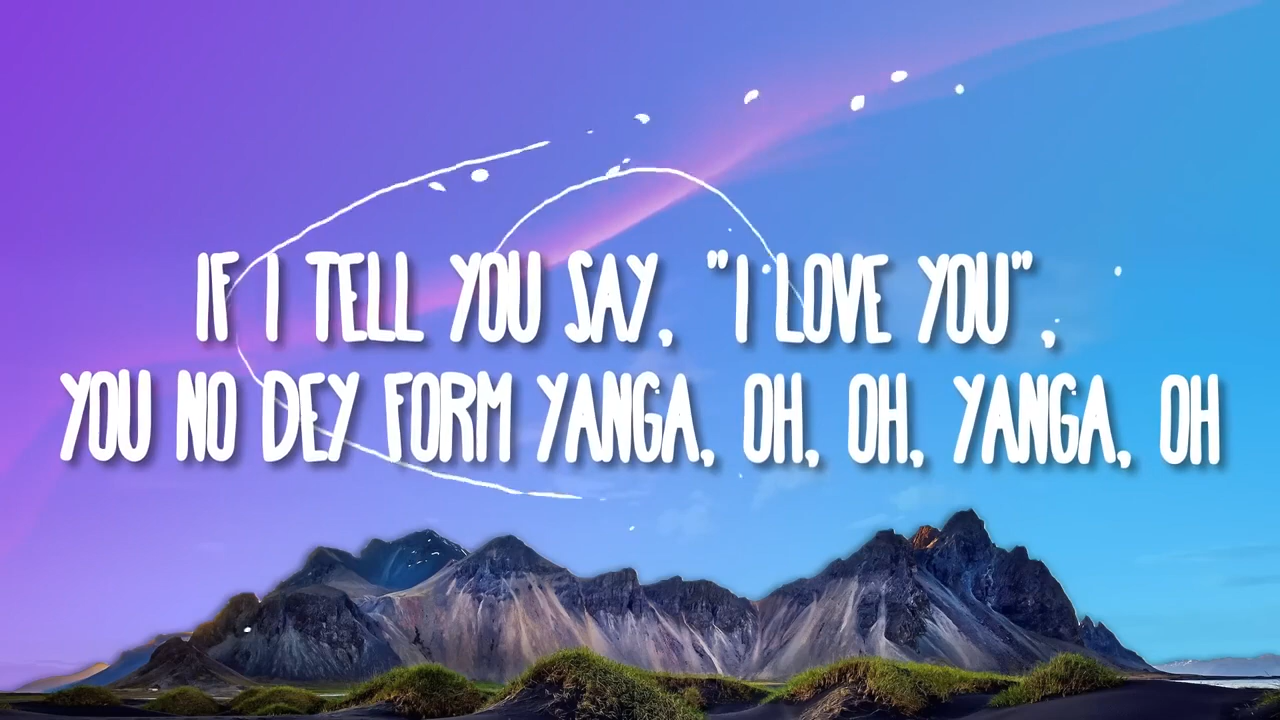 IF I TELL YOU SAY, "I LOVE YOU",
YOU NO DEY FORM YANGA, OH, OH, YANGA, OH